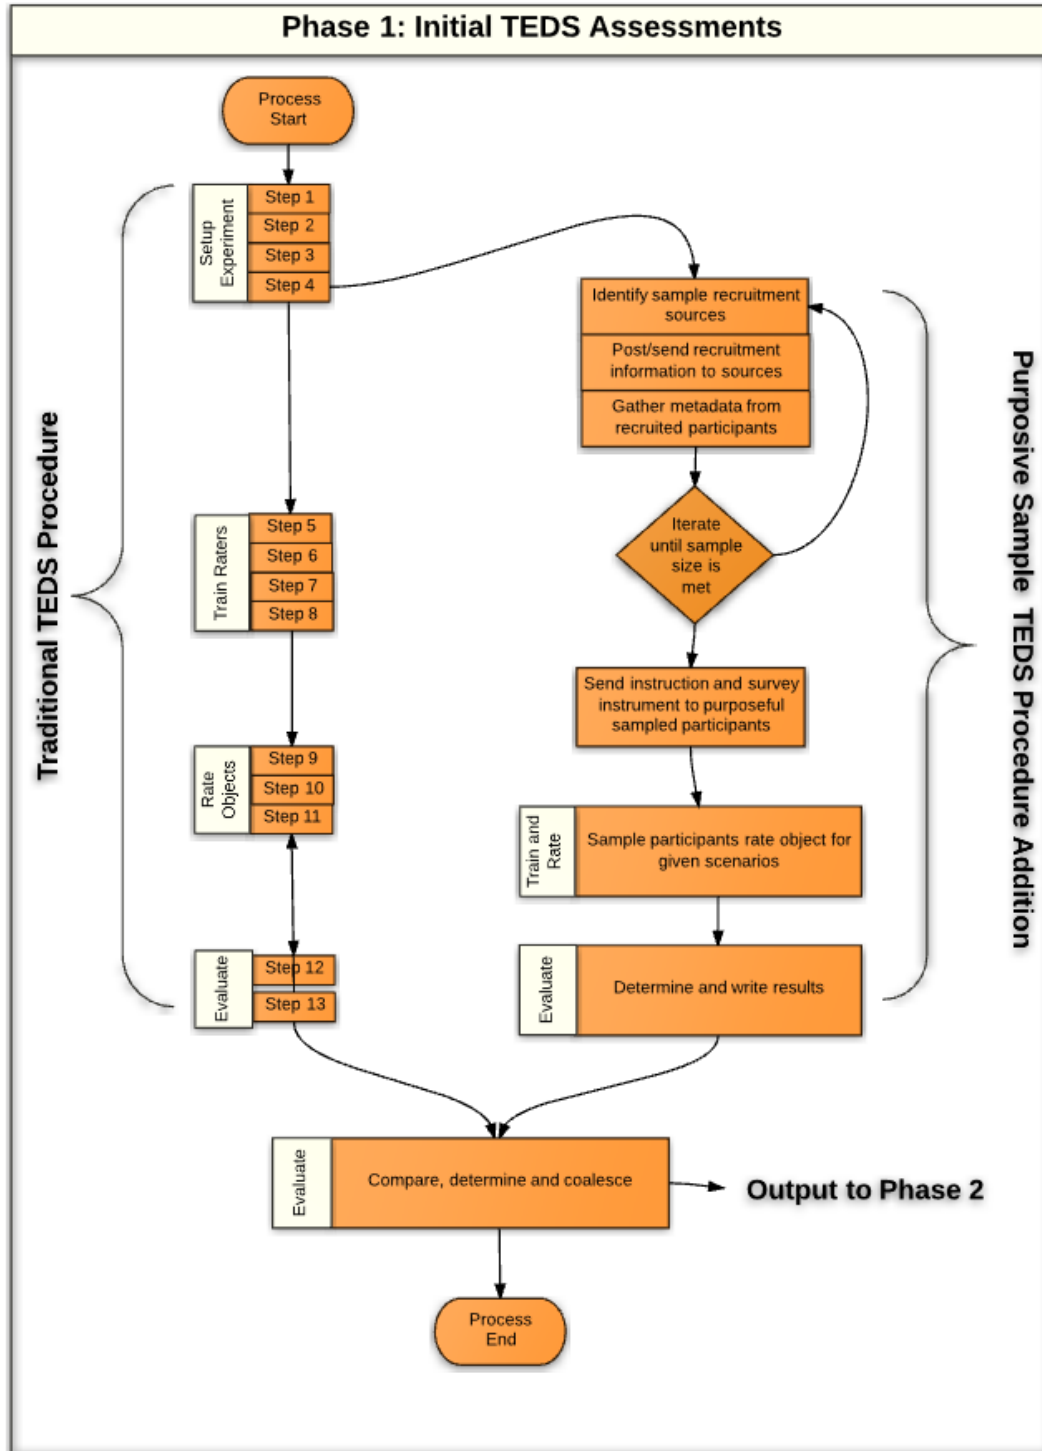 Phase 1: Initial TEDS Assessments
Process
Start
Traditional TEDS Procedure
Setup
Experiment
Step 1
Step 2
Step 3
Step 4
Train Raters
Step 5
Step 6
Step 7
Step 8
Rate
Objects
Step 9
Step 10
Step 11
Evaluate
Step 12
Step 13
Identify sample recruitment
sources
Post/send recruitment
information to sources
Gather metadata from
recruited participants
Iterate
until sample
size is
met
Send instruction and survey
instrument to purposeful
sampled participants
Train and
Rate
Sample participants rate object for
given scenarios
Evaluate
Determine and write results
Purposive Sample TEDS Procedure Addition
Evaluate
Compare, determine and coalesce
Output to Phase 2
Process
End